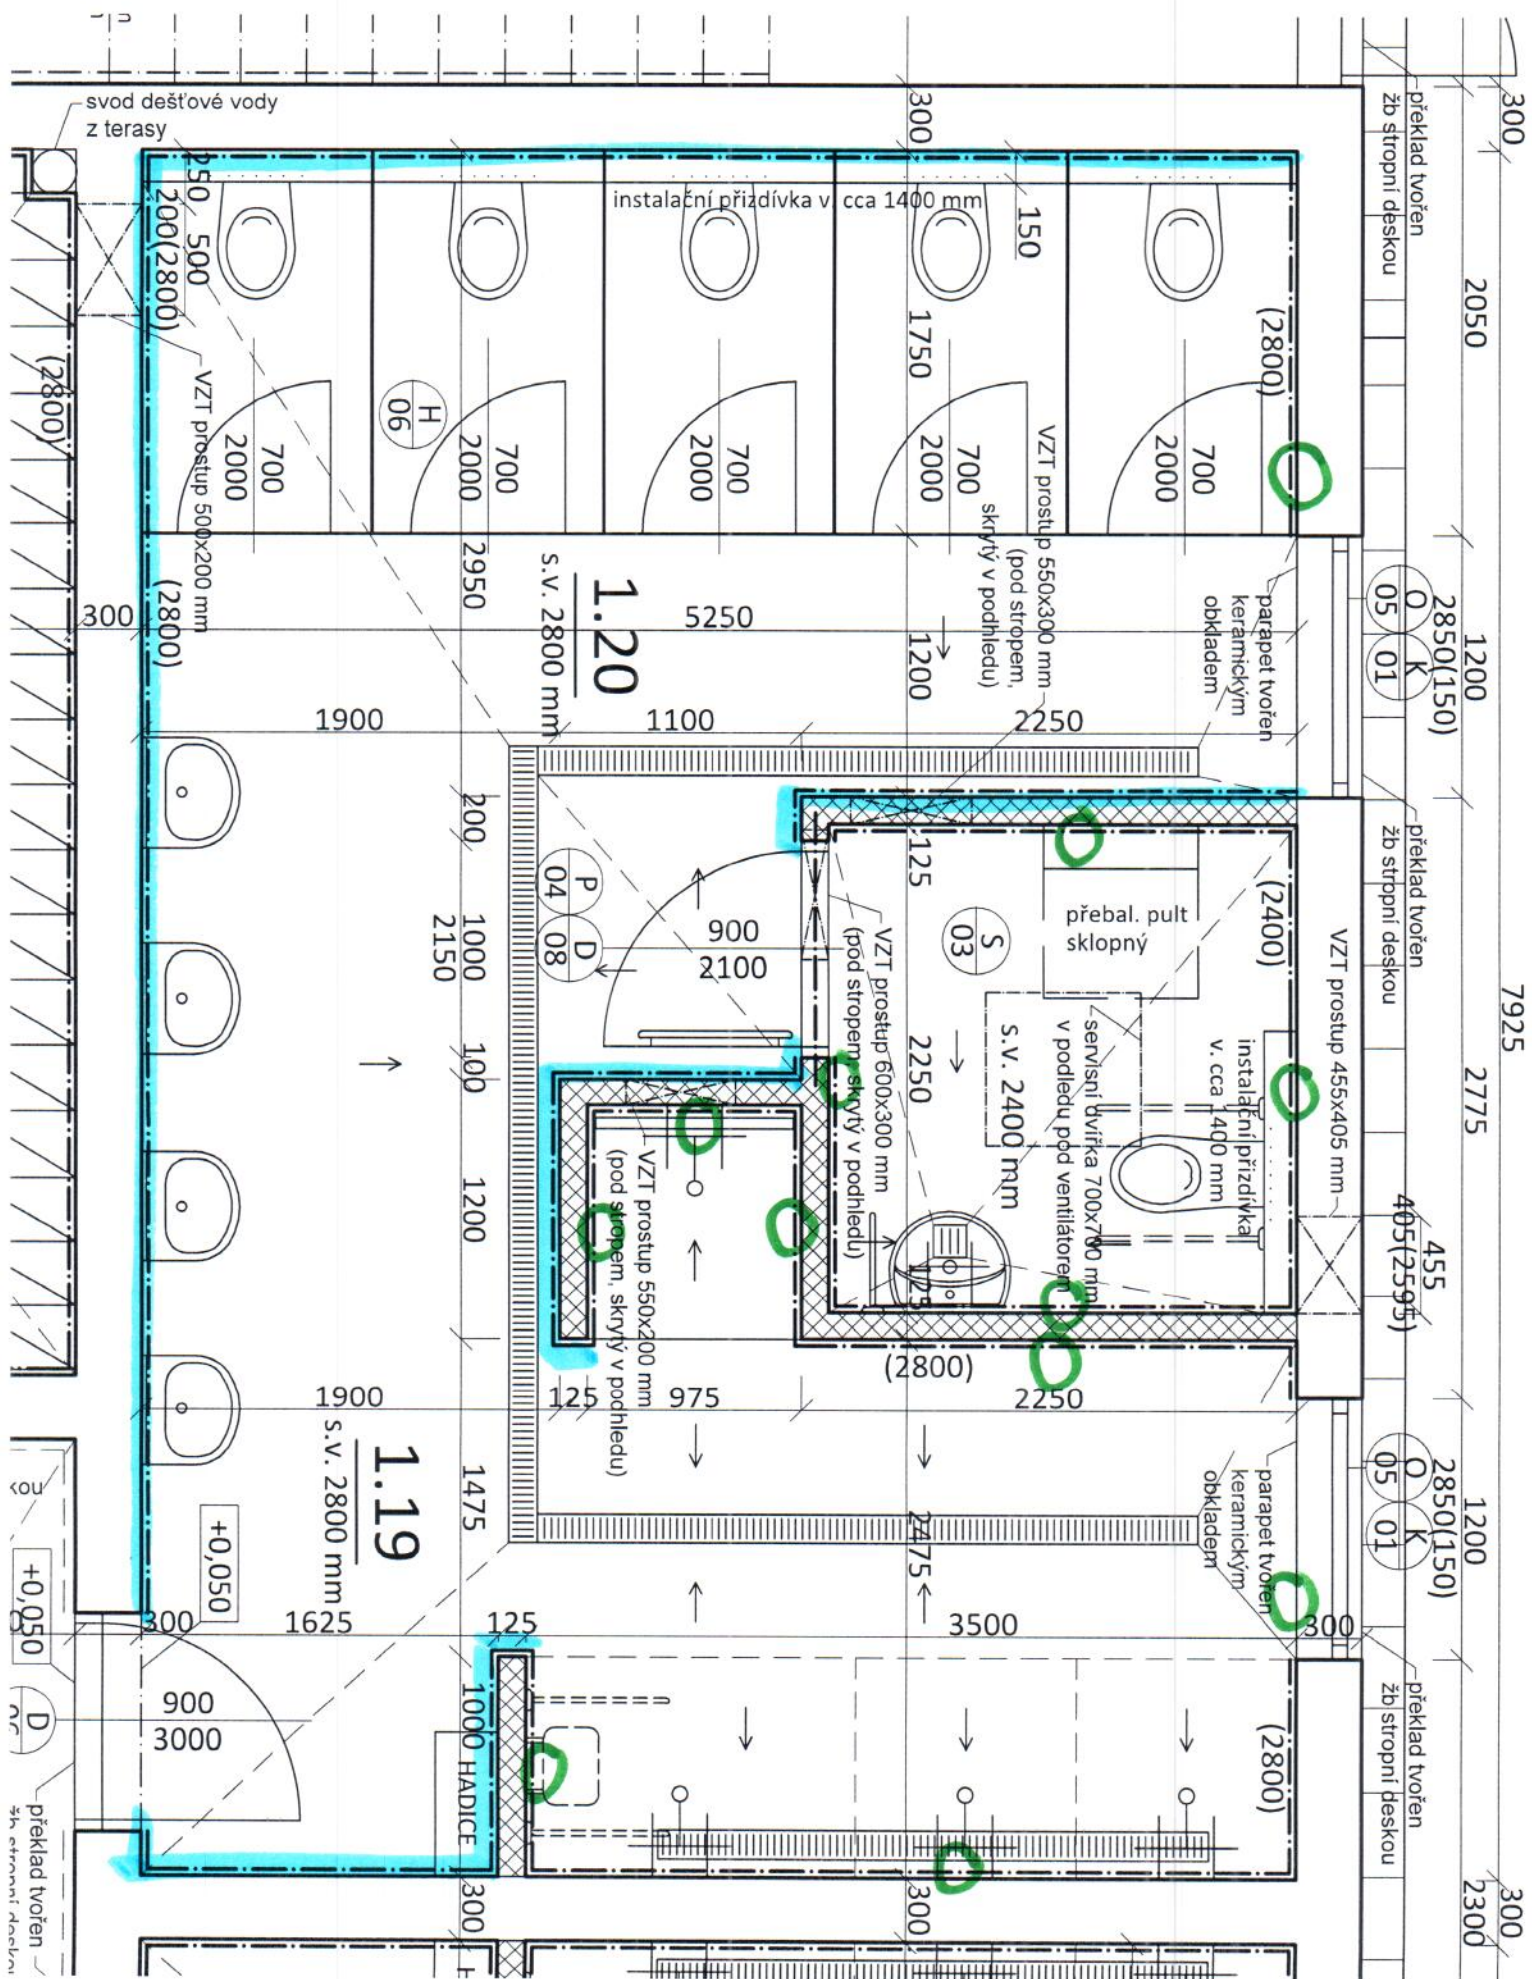 svod dešťové vody
z terasy
instalační přizdívka v. cca 1400 mm
250
500
200(2800)
(2800)
VZT prostup 500x200 mm
(2800)
300
150
1750
(2800)
300
překlad tvořen
žb stropní deskou
300
2050
H
06
700
2000
700
2000
700
2000
700
2000
700
2000
VZT prostup 550x300 mm
(pod stropem,
skrytý v podhledu)
2950
1.20
s.v. 2800 mm
5250
1200
parapet tvořen
keramickým
obkladem
O
05
K
01
2850(150)
1200
300
1900
1100
2250
200
1000
2150
100
1200
1475
P
04
D
08
900
2100
125
S
03
přebal. pult
sklopný
(2400)
překlad tvořen
žb stropní deskou
VZT prostup 600x300 mm
(pod stropem, skrytý v podhledu)
2250
s.v. 2400 mm
servisní dvířka 700x700 mm
v podledu pod ventilátorem
instalační přizdívka
v. cca 1400 mm
VZT prostup 455x405 mm
455
405(2595)
2775
7925
VZT prostup 550x200 mm
(pod stropem, skrytý v podhledu)
125
(2800)
1900
125
975
2250
1.19
s.v. 2800 mm
2475
parapet tvořen
keramickým
obkladem
O
05
K
01
2850(150)
1200
+0,050
+0,050
kou
300
1625
125
3500
300
900
3000
D
překlad tvořen
1000
HADICE
300
(2800)
300
překlad tvořen
žb stropní deskou
300
2300